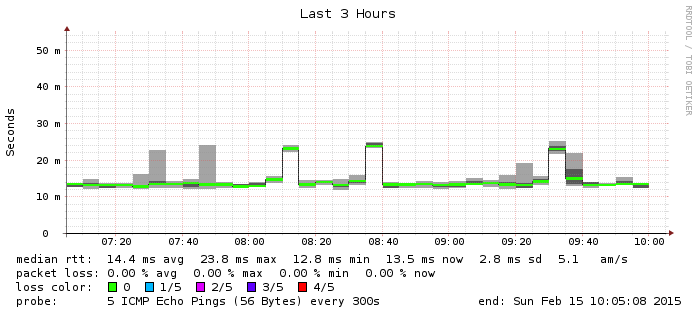 Last 3 Hours
RRDTOOL / TOBI OETIKER
Seconds
50 m
40 m
30 m
20 m
10 m
0
07:20 07:40 08:00 08:20 08:40 09:00 09:20 09:40 10:00
median rtt: 14.4 ms avg 23.8 ms max 12.8 ms min 13.5 ms now 2.8 ms sd 5.1 am/s
packet loss: 0.00 % avg 0.00 % max 0.00 % min 0.00 % now
loss color: 0 1/5 2/5 3/5 4/5
probe: 5 ICMP Echo Pings (56 Bytes) every 300s end: Sun Feb 15 10:05:08 2015